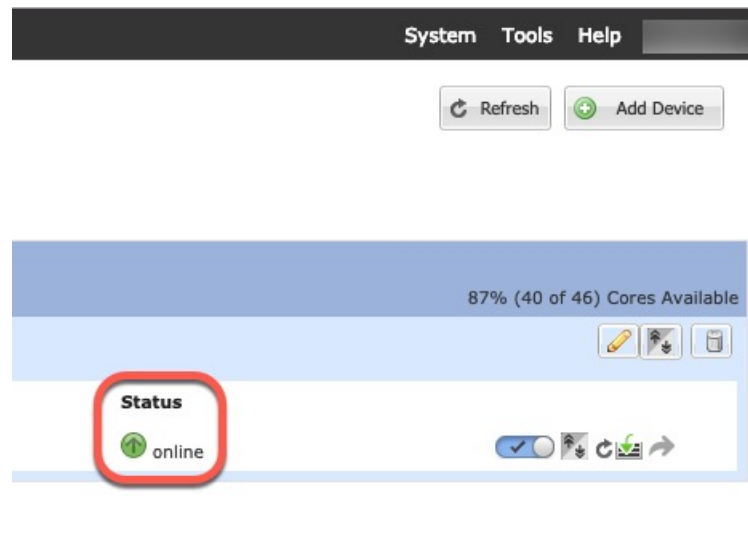 System Tools Help
Refresh Add Device
87% (40 of 46) Cores Available
Status
online